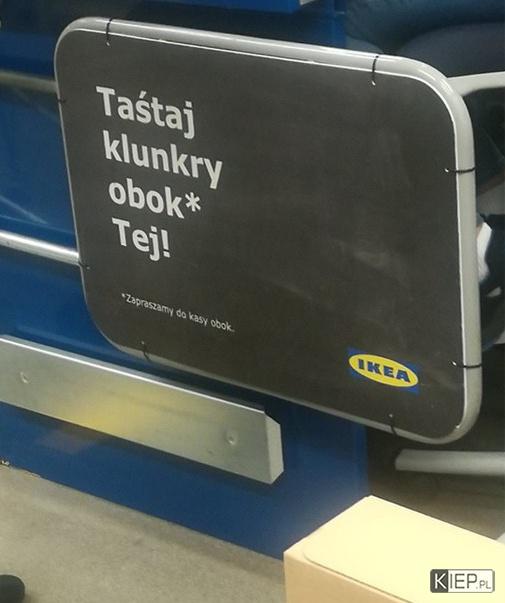 Taśtaj
klunkry
obok*
Tej!
*Zapraszamy do kasy obok.
IKEA
KIEP.PL